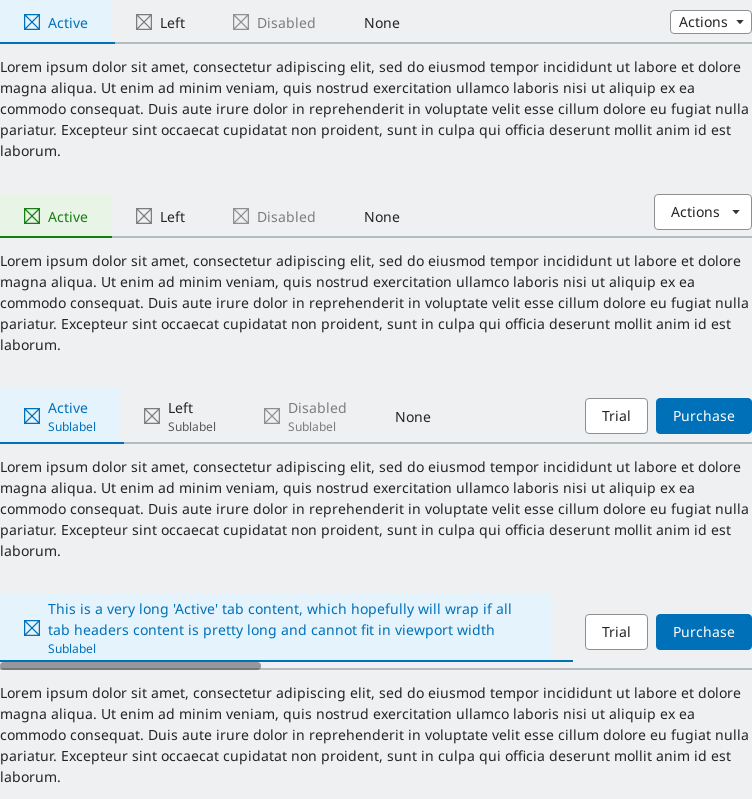 Active Left Disabled None Actions
Lorem ipsum dolor sit amet, consectetur adipiscing elit, sed do eiusmod tempor incididunt ut labore et dolore
magna aliqua. Ut enim ad minim veniam, quis nostrud exercitation ullamco laboris nisi ut aliquip ex ea
commodo consequat. Duis aute irure dolor in reprehenderit in voluptate velit esse cillum dolore eu fugiat nulla
pariatur. Excepteur sint occaecat cupidatat non proident, sunt in culpa qui officia deserunt mollit anim id est
laborum.
Active Left Disabled None Actions
Lorem ipsum dolor sit amet, consectetur adipiscing elit, sed do eiusmod tempor incididunt ut labore et dolore
magna aliqua. Ut enim ad minim veniam, quis nostrud exercitation ullamco laboris nisi ut aliquip ex ea
commodo consequat. Duis aute irure dolor in reprehenderit in voluptate velit esse cillum dolore eu fugiat nulla
pariatur. Excepteur sint occaecat cupidatat non proident, sunt in culpa qui officia deserunt mollit anim id est
laborum.
Active Left Disabled None Trial Purchase
Sublabel Sublabel Sublabel
Lorem ipsum dolor sit amet, consectetur adipiscing elit, sed do eiusmod tempor incididunt ut labore et dolore
magna aliqua. Ut enim ad minim veniam, quis nostrud exercitation ullamco laboris nisi ut aliquip ex ea
commodo consequat. Duis aute irure dolor in reprehenderit in voluptate velit esse cillum dolore eu fugiat nulla
pariatur. Excepteur sint occaecat cupidatat non proident, sunt in culpa qui officia deserunt mollit anim id est
laborum.
This is a very long 'Active' tab content, which hopefully will wrap if all
tab headers content is pretty long and cannot fit in viewport width
Sublabel
Trial Purchase
Lorem ipsum dolor sit amet, consectetur adipiscing elit, sed do eiusmod tempor incididunt ut labore et dolore
magna aliqua. Ut enim ad minim veniam, quis nostrud exercitation ullamco laboris nisi ut aliquip ex ea
commodo consequat. Duis aute irure dolor in reprehenderit in voluptate velit esse cillum dolore eu fugiat nulla
pariatur. Excepteur sint occaecat cupidatat non proident, sunt in culpa qui officia deserunt mollit anim id est
laborum.